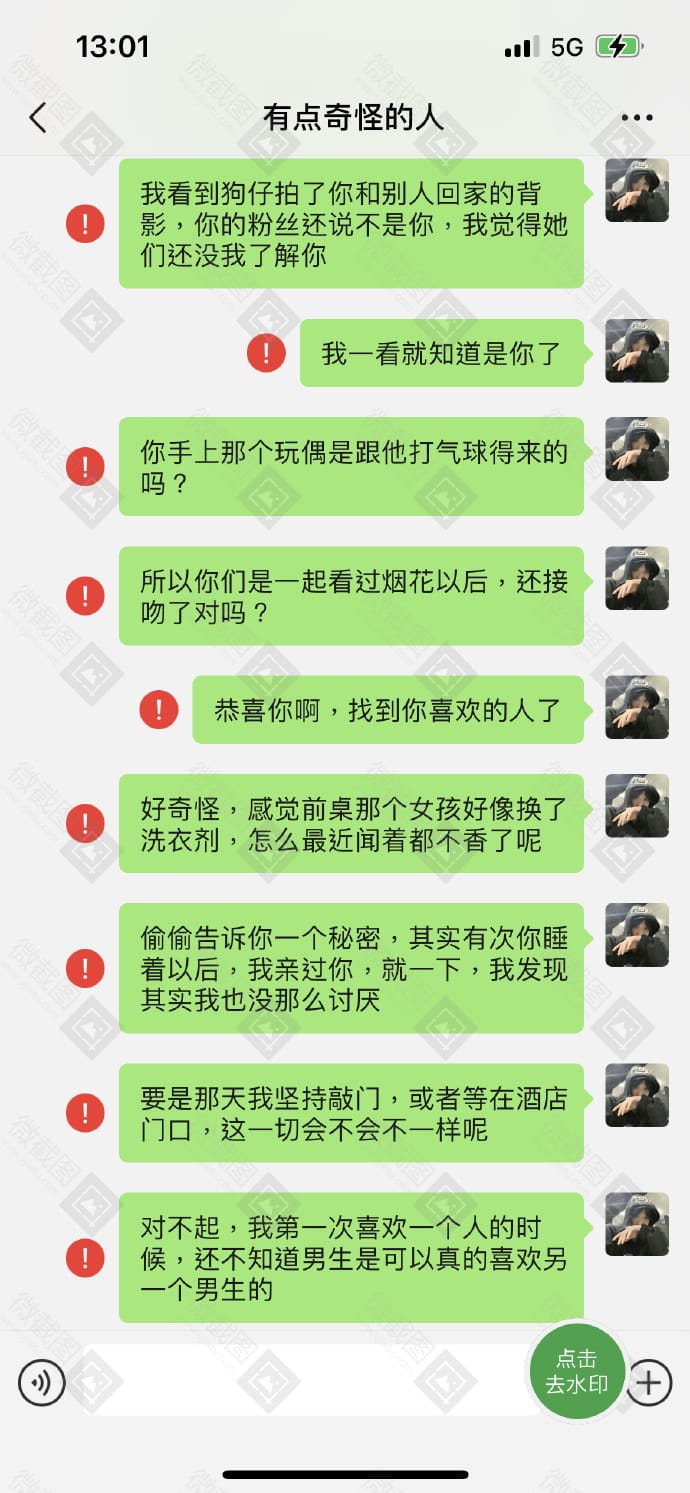 13:01
5G
有点奇怪的人
我看到狗仔拍了你和别人回家的背
影，你的粉丝还说不是你，我觉得她
们还没我了解你
我一看就知道是你了
你手上那个玩偶是跟他打气球得来的
吗？
所以你们是一起看过烟花以后，还接
吻了对吗？
恭喜你啊，找到你喜欢的人了
好奇怪，感觉前桌那个女孩好像换了
洗衣剂，怎么最近闻着都不香了呢
偷偷告诉你一个秘密，其实有次你睡
着以后，我亲过你，就一下，我发现
其实我也没那么讨厌
要是那天我坚持敲门，或者等在酒店
门口，这一切会不会不一样呢
对不起，我第一次喜欢一个人的时
候，还不知道男生是可以真的喜欢另
一个男生的
点击
去水印
微截图